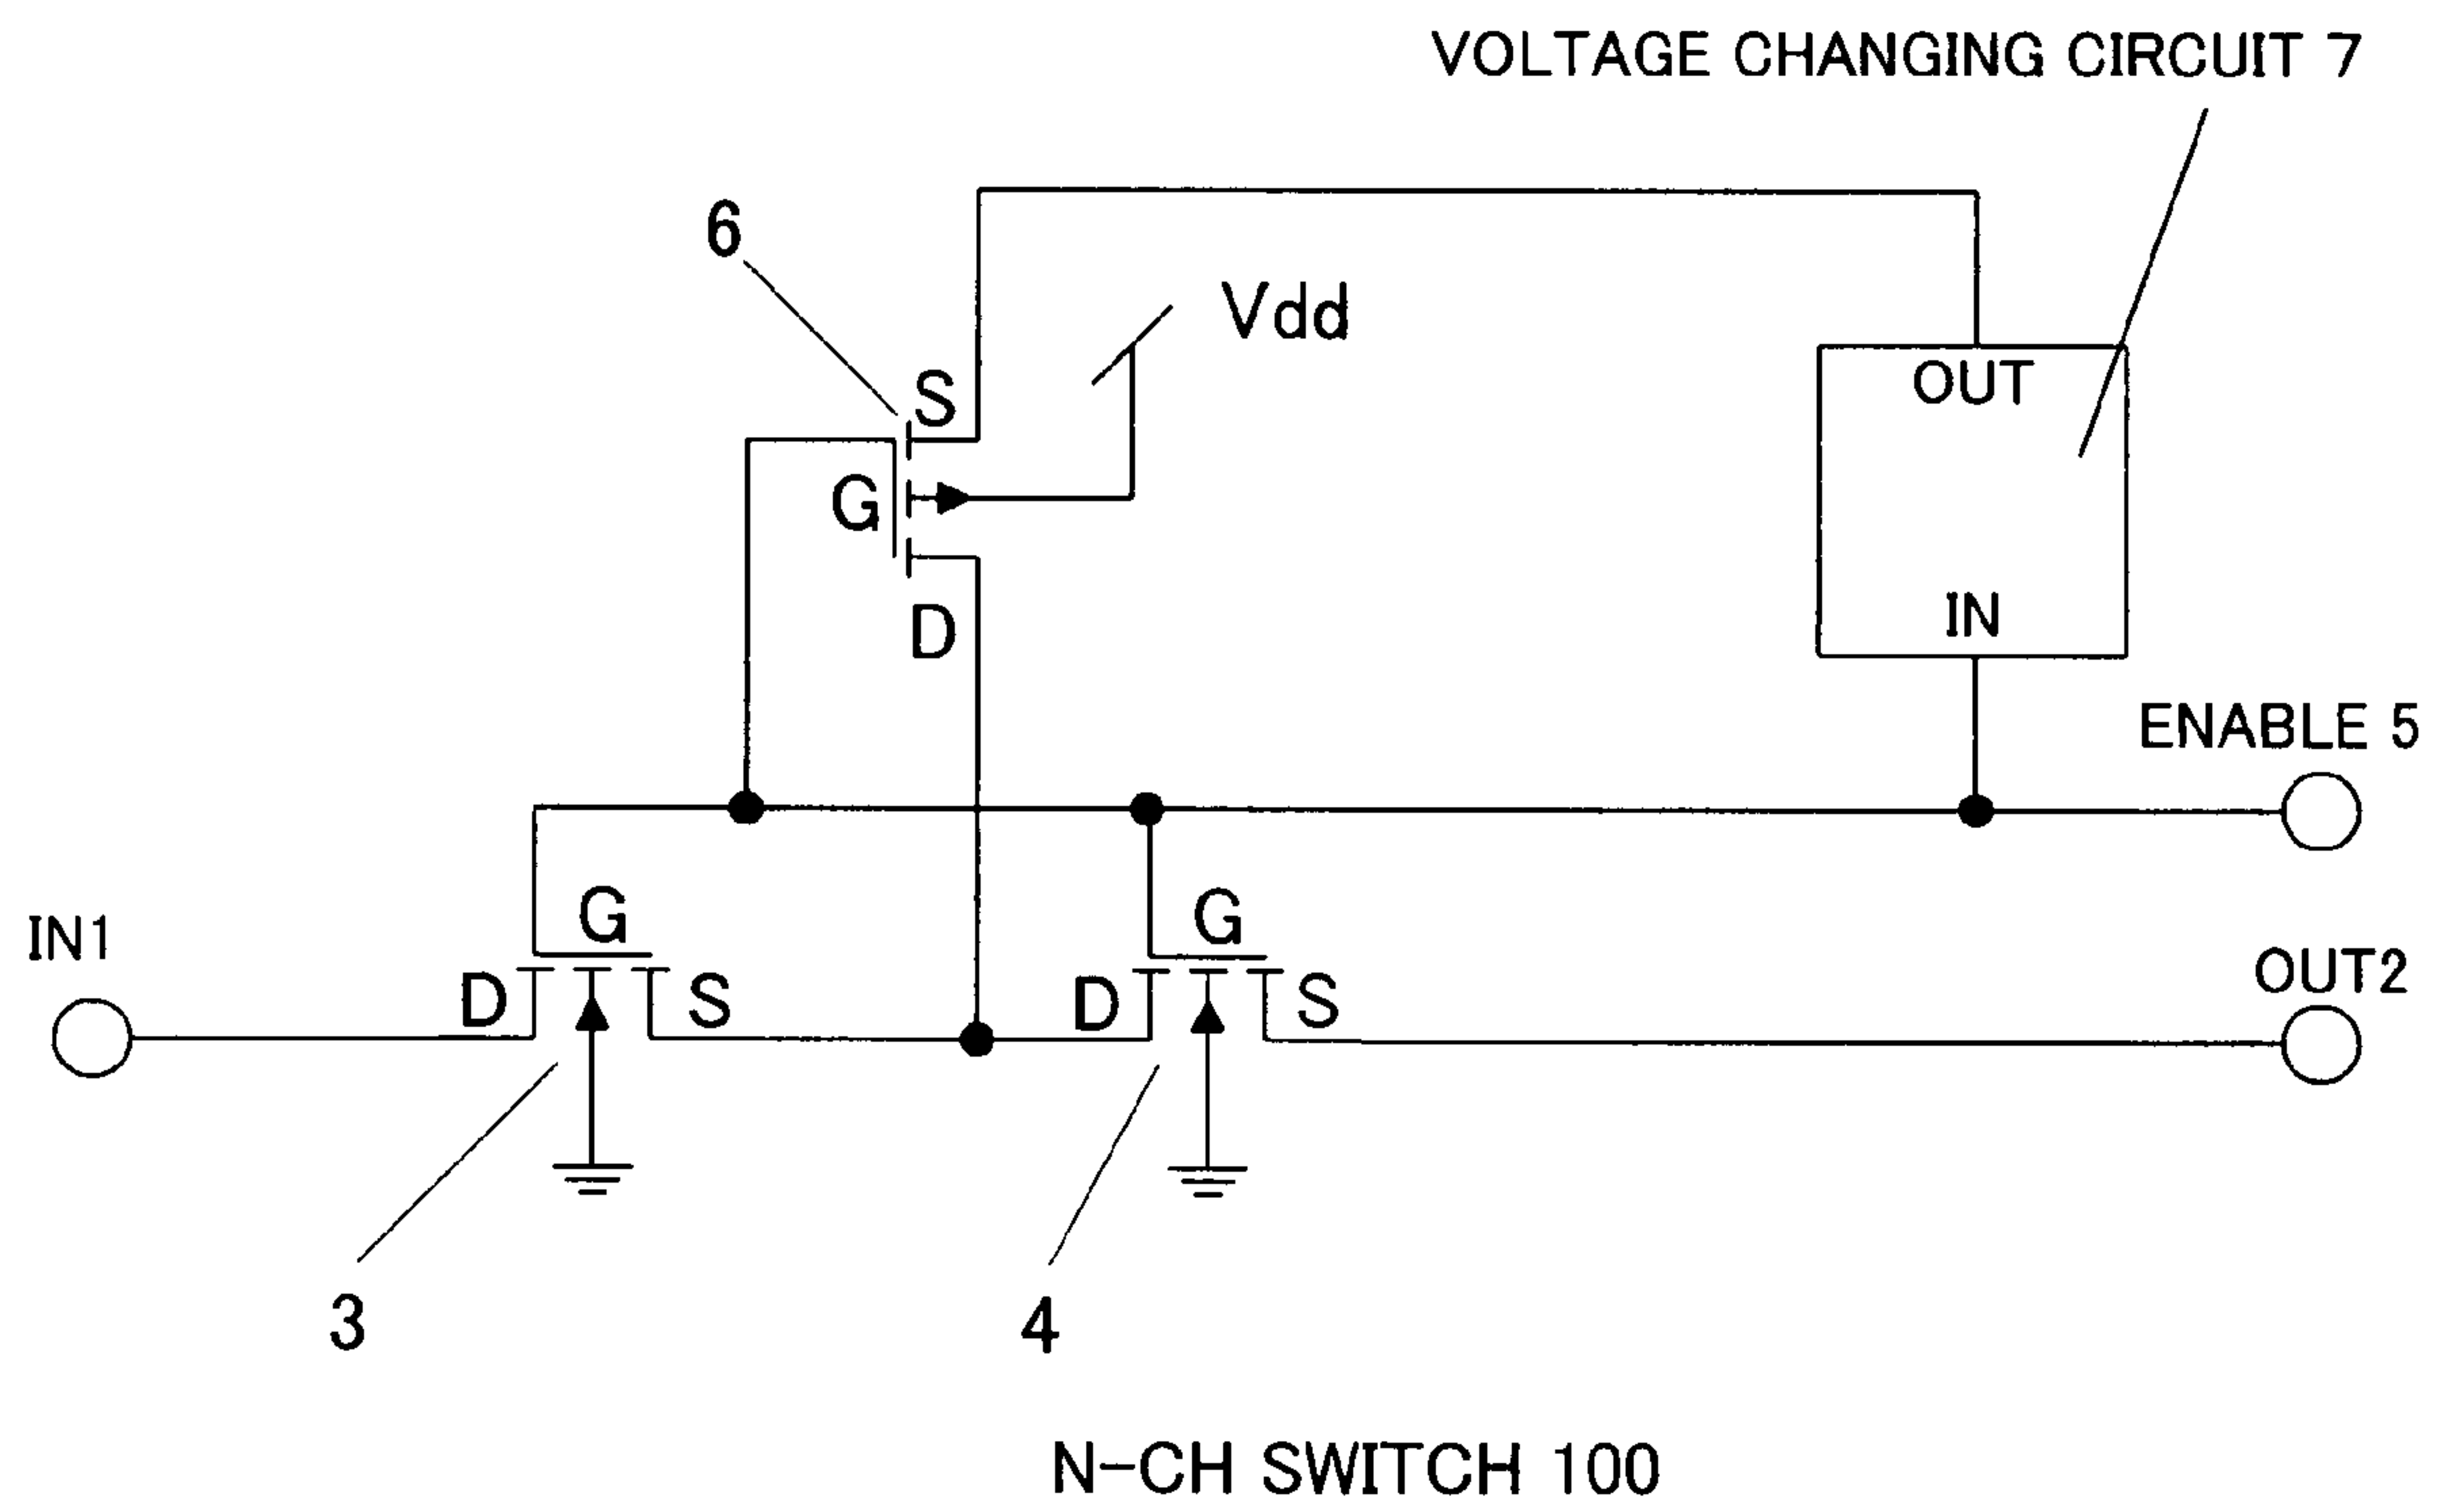 VOLTAGE CHANGING CIRCUIT 7
6
Vdd
S
OUT
G
IN
D
ENABLE 5
G
G
IN1
OUT2
D
S
D
S
3
4
N-CH SWITCH 100